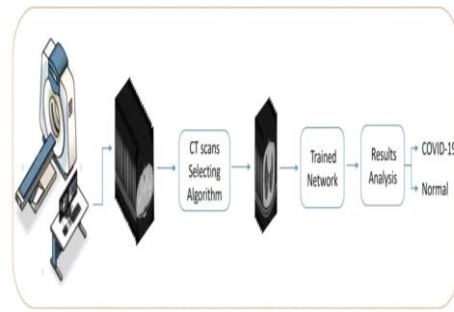 CT scans
Selecting
Algorithm
Trained
Network
Results
Analysis
COVID-19
Normal